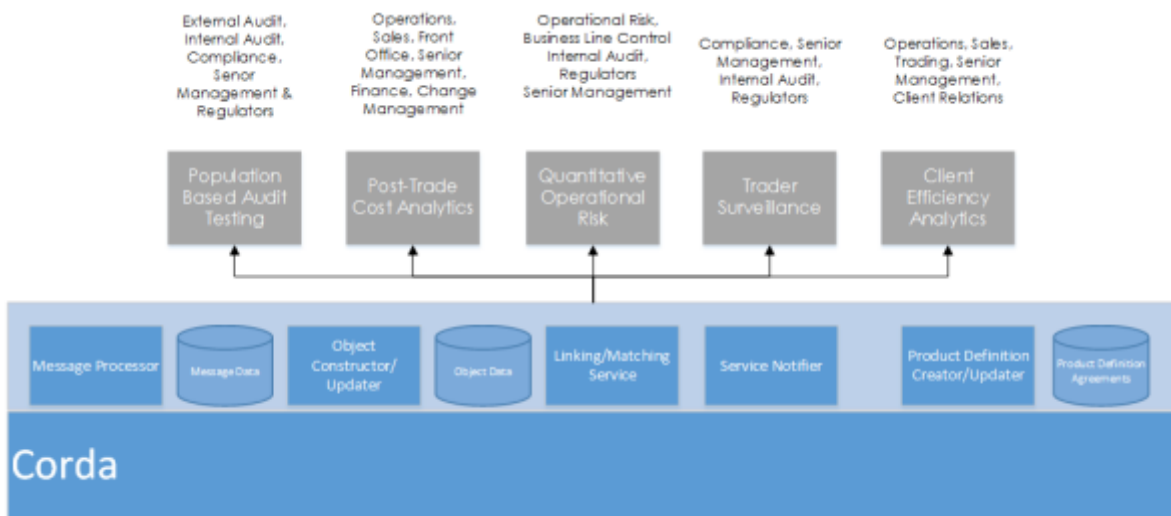 External Audit,
Internal Audit,
Compliance,
Senor
Management &
Regulators
Operations,
Sales, Front
Office, Senior
Management,
Finance, Change
Management
Operational Risk,
Business Line Control
Internal Audit,
Regulators
Senior Management
Compliance, Senior
Management,
Internal Audit,
Regulators
Operations, Sales,
Trading, Senior
Management,
Client Relations
Population
Based Audit
Testing
Post-Trade
Cost Analytics
Quantitative
Operational
Risk
Trader
Surveillance
Client
Efficiency
Analytics
Message Processor
Message Data
Object
Constructor/
Updater
Object Data
Linking/Matching
Service
Service Notifier
Product Definition
Creator/Updater
Product Definition
Agreements
Corda